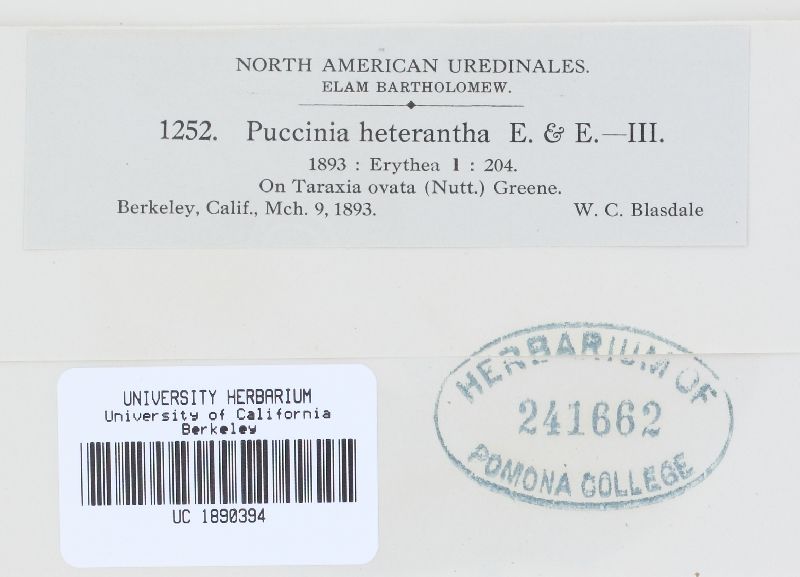 NORTH AMERICAN UREDINALES.
ELAM BARTHOLOMEW.
1252. Puccinia heterantha E. & E.—III.
1893 : Erythea 1 : 204.
On Taraxia ovata (Nutt.) Greene.
Berkeley, Calif., Mch. 9, 1893. W. C. Blasdale
HERBARIUM OF
241662
POMONA COLLEGE
UNIVERSITY HERBARIUM
University of California
Berkeley
UC 1890394